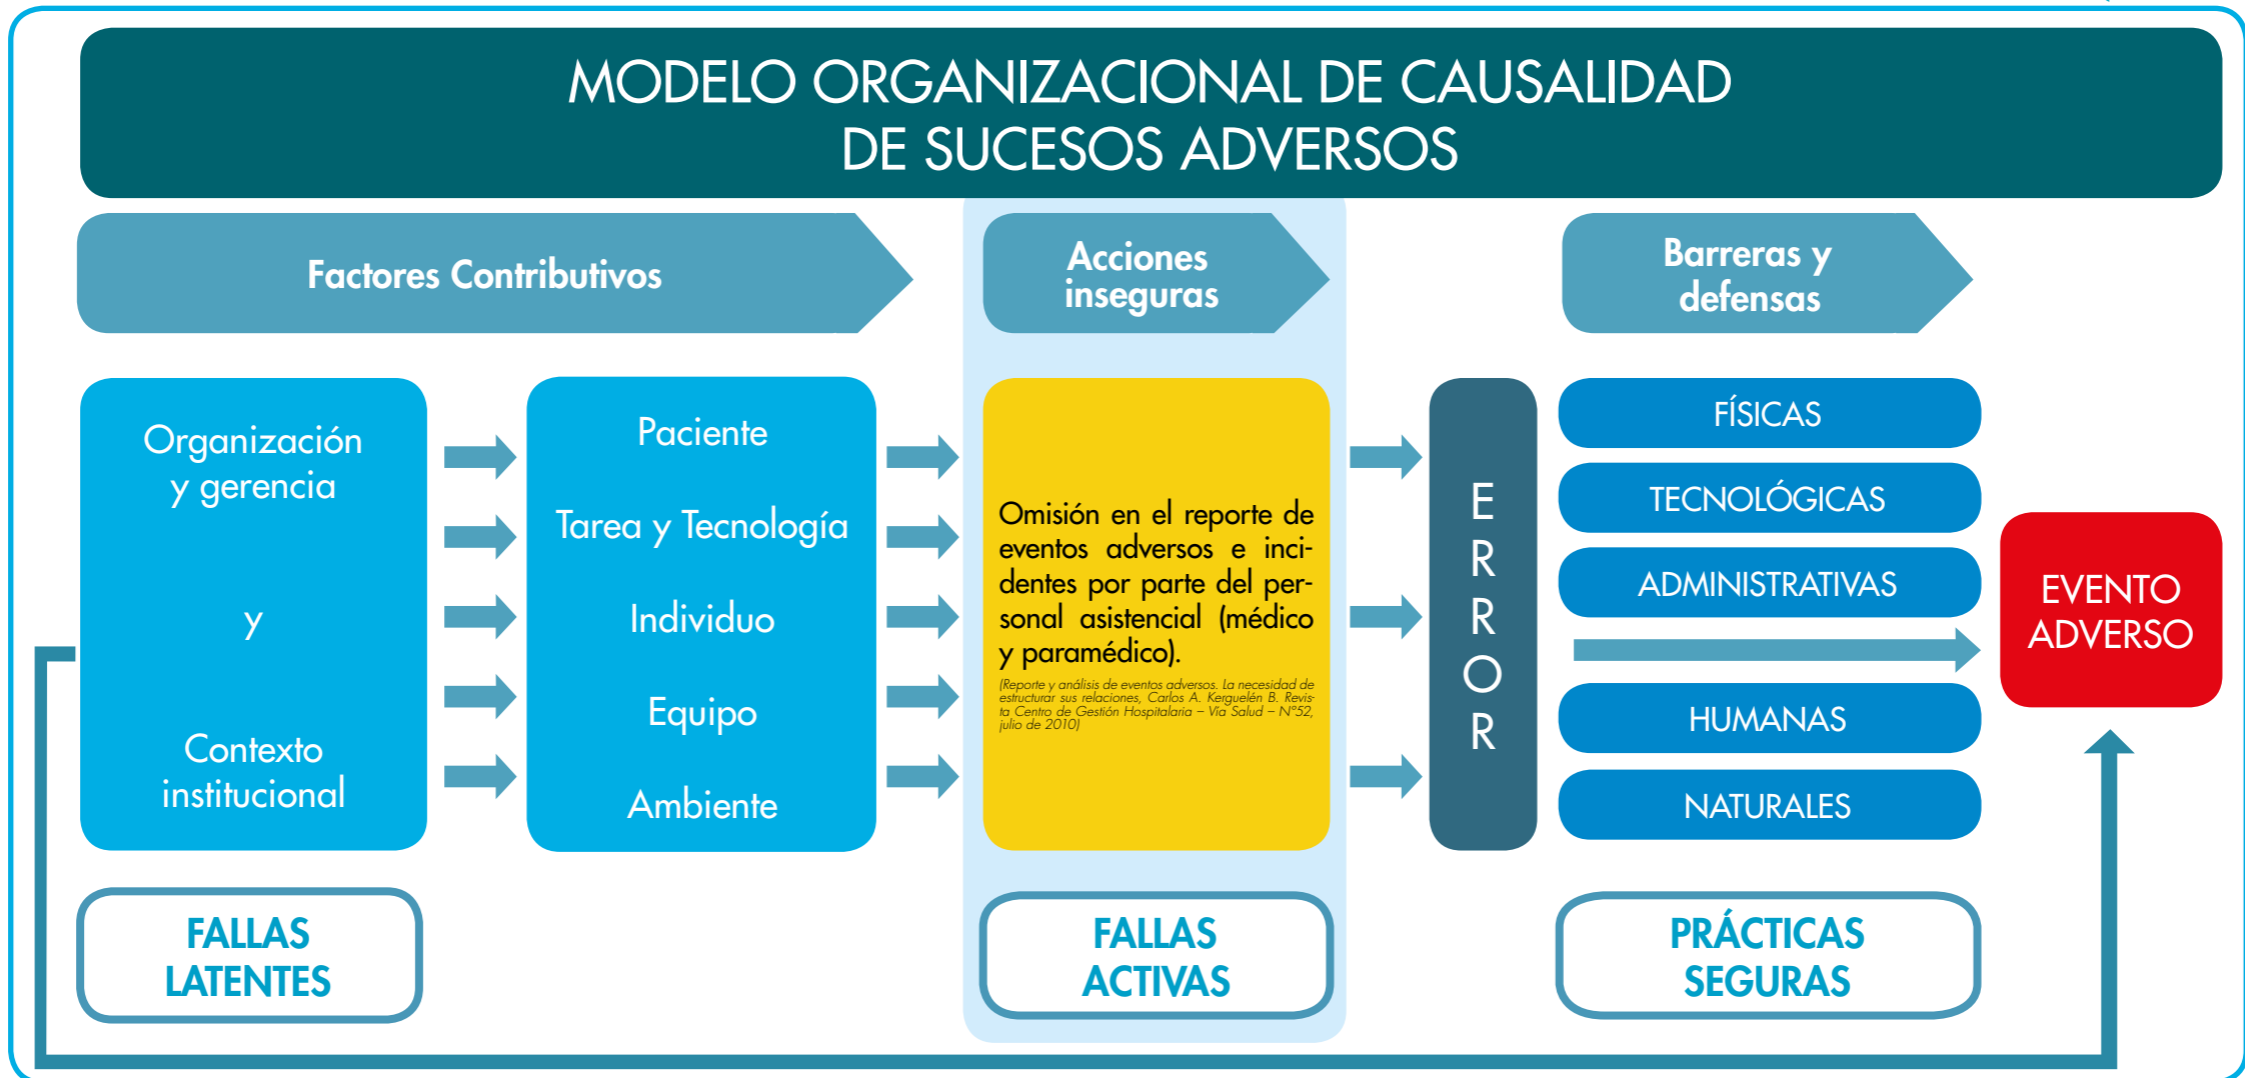 MODELO ORGANIZACIONAL DE CAUSALIDAD
DE SUCESOS ADVERSOS
Factores Contributivos
Acciones
inseguras
Barreras y
defensas
Organización
y gerencia
y
Contexto
institucional
Paciente
Tarea y Tecnología
Individuo
Equipo
Ambiente
Omisión en el reporte de
eventos adversos e inci-
dentes por parte del per-
sonal asistencial (médico
y paramédico).
(Reporte y análisis de eventos adversos. La necesidad de
estructurar sus relaciones, Carlos A. Kerguelén B. Revis-
ta Centro de Gestión Hospitalaria – Vía Salud – Nº52,
julio de 2010)
E
R
R
O
R
FÍSICAS
TECNOLÓGICAS
ADMINISTRATIVAS
HUMANAS
NATURALES
EVENTO
ADVERSO
FALLAS
LATENTES
FALLAS
ACTIVAS
PRÁCTICAS
SEGURAS